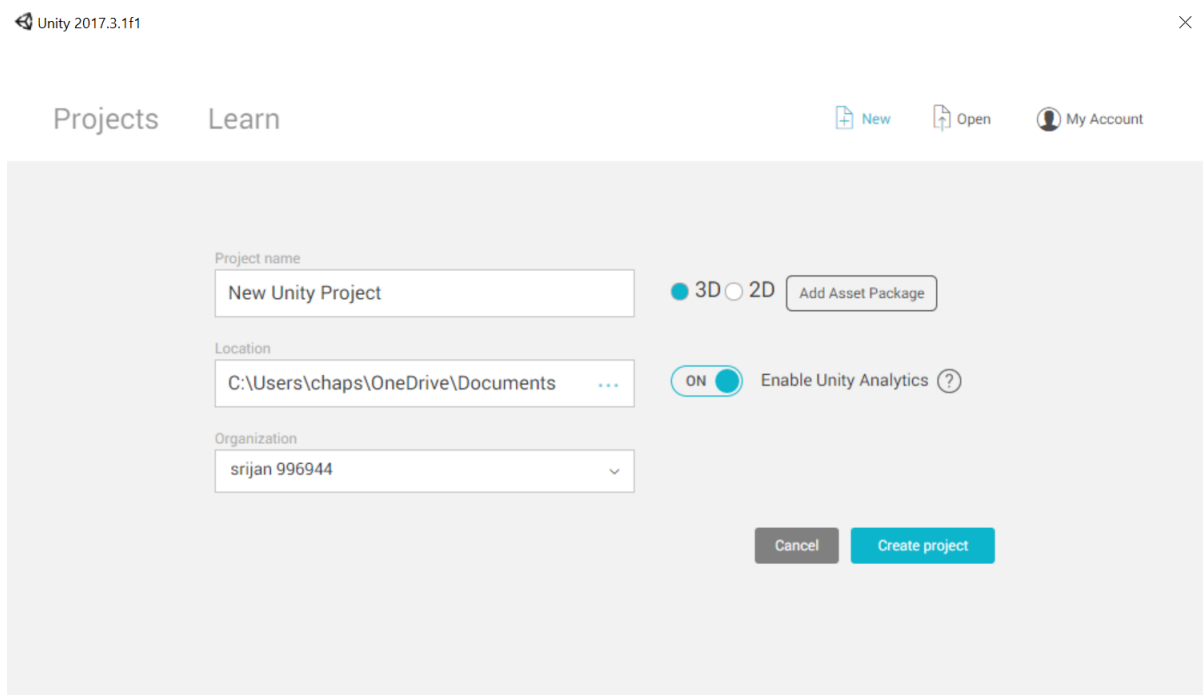 Unity 2017.3.1f1
Projects Learn New Open My Account
Project name
New Unity Project
3D 2D Add Asset Package
Location
C:\Users\chaps\OneDrive\Documents ...
ON Enable Unity Analytics ?
Organization
srijan 996944
Cancel Create project